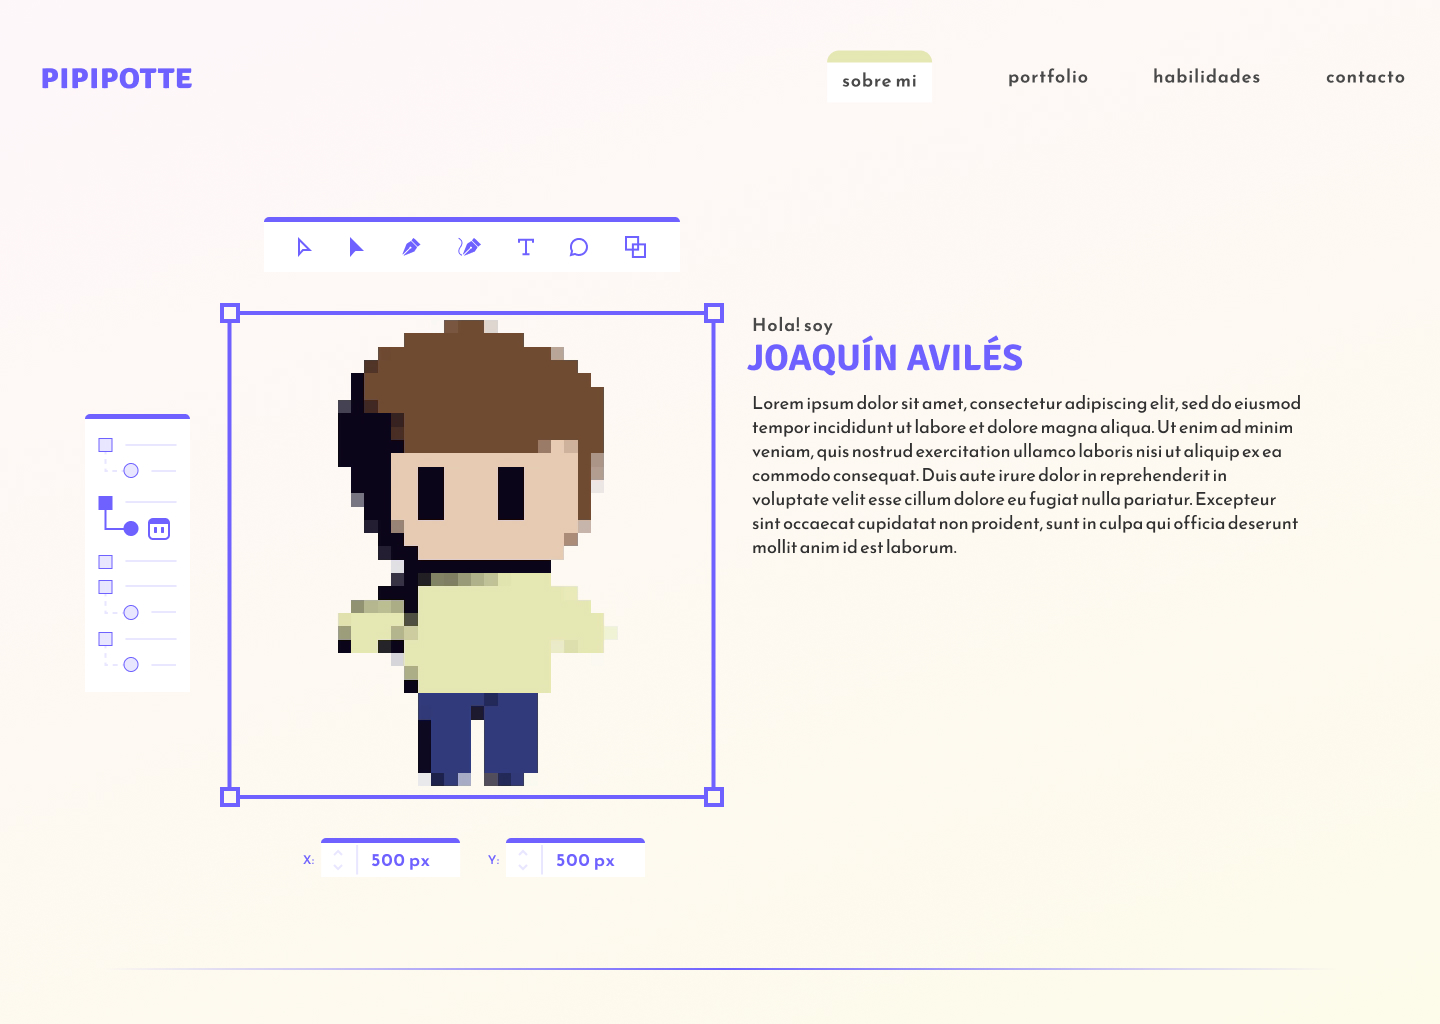 PIPIPOTTE
sobre mi
portfolio
habilidades
contacto
Hola! soy
JOAQUÍN AVILÉS
Lorem ipsum dolor sit amet, consectetur adipiscing elit, sed do eiusmod
tempor incididunt ut labore et dolore magna aliqua. Ut enim ad minim
veniam, quis nostrud exercitation ullamco laboris nisi ut aliquip ex ea
commodo consequat. Duis aute irure dolor in reprehenderit in
voluptate velit esse cillum dolore eu fugiat nulla pariatur. Excepteur
sint occaecat cupidatat non proident, sunt in culpa qui officia deserunt
mollit anim id est laborum.
X: 500 px
Y: 500 px